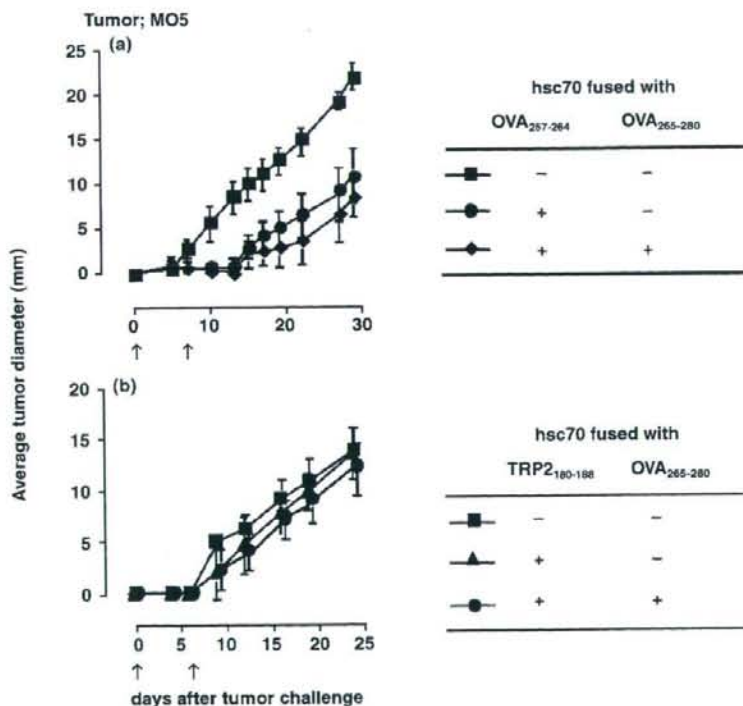 Tumor; MO5
(a)
25
20
15
10
5
0
0 10 20 30
↑ ↑
hsc70 fused with
OVA₂₅₇₋₂₆₄ OVA₂₆₅₋₂₈₀
− −
+ −
+ +
Average tumor diameter (mm)
(b)
20
15
10
5
0
0 5 10 15 20 25
↑ ↑
days after tumor challenge
hsc70 fused with
TRP2₁₈₀₋₁₈₈ OVA₂₆₅₋₂₈₀
− −
+ −
+ +